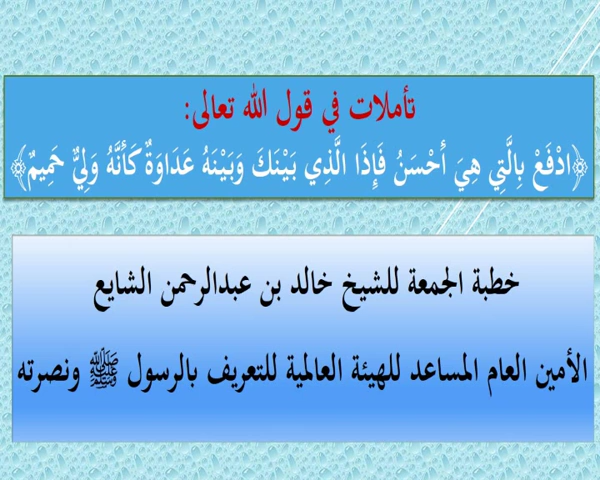 تأملات في قول الله تعالى:
﴿ادْفَعْ بِالَّتِي هِيَ أَحْسَنُ فَإِذَا الَّذِي بَيْنَكَ وَبَيْنَهُ عَدَاوَةٌ كَأَنَّهُ وَلِيٌّ حَمِيمٌ﴾
خطبة الجمعة للشيخ خالد بن عبدالرحمن الشايع
الأمين العام المساعد للهيئة العالمية للتعريف بالرسول ﷺ ونصرته